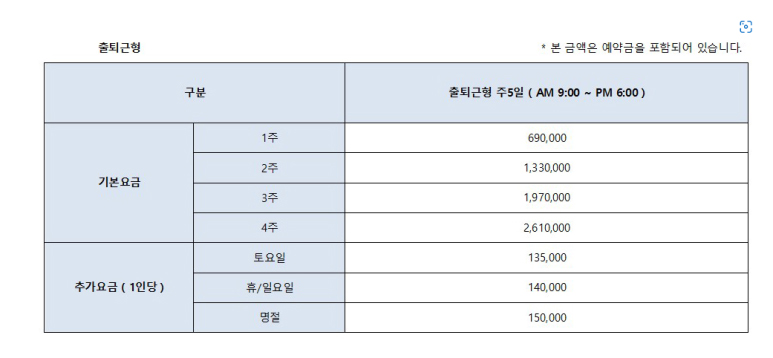 출퇴근형
* 본 금액은 예약금을 포함되어 있습니다.
구분 출퇴근형 주5일 ( AM 9:00 ~ PM 6:00 )
기본요금
1주 690,000
2주 1,330,000
3주 1,970,000
4주 2,610,000
추가요금 ( 1인당 )
토요일 135,000
휴/일요일 140,000
명절 150,000